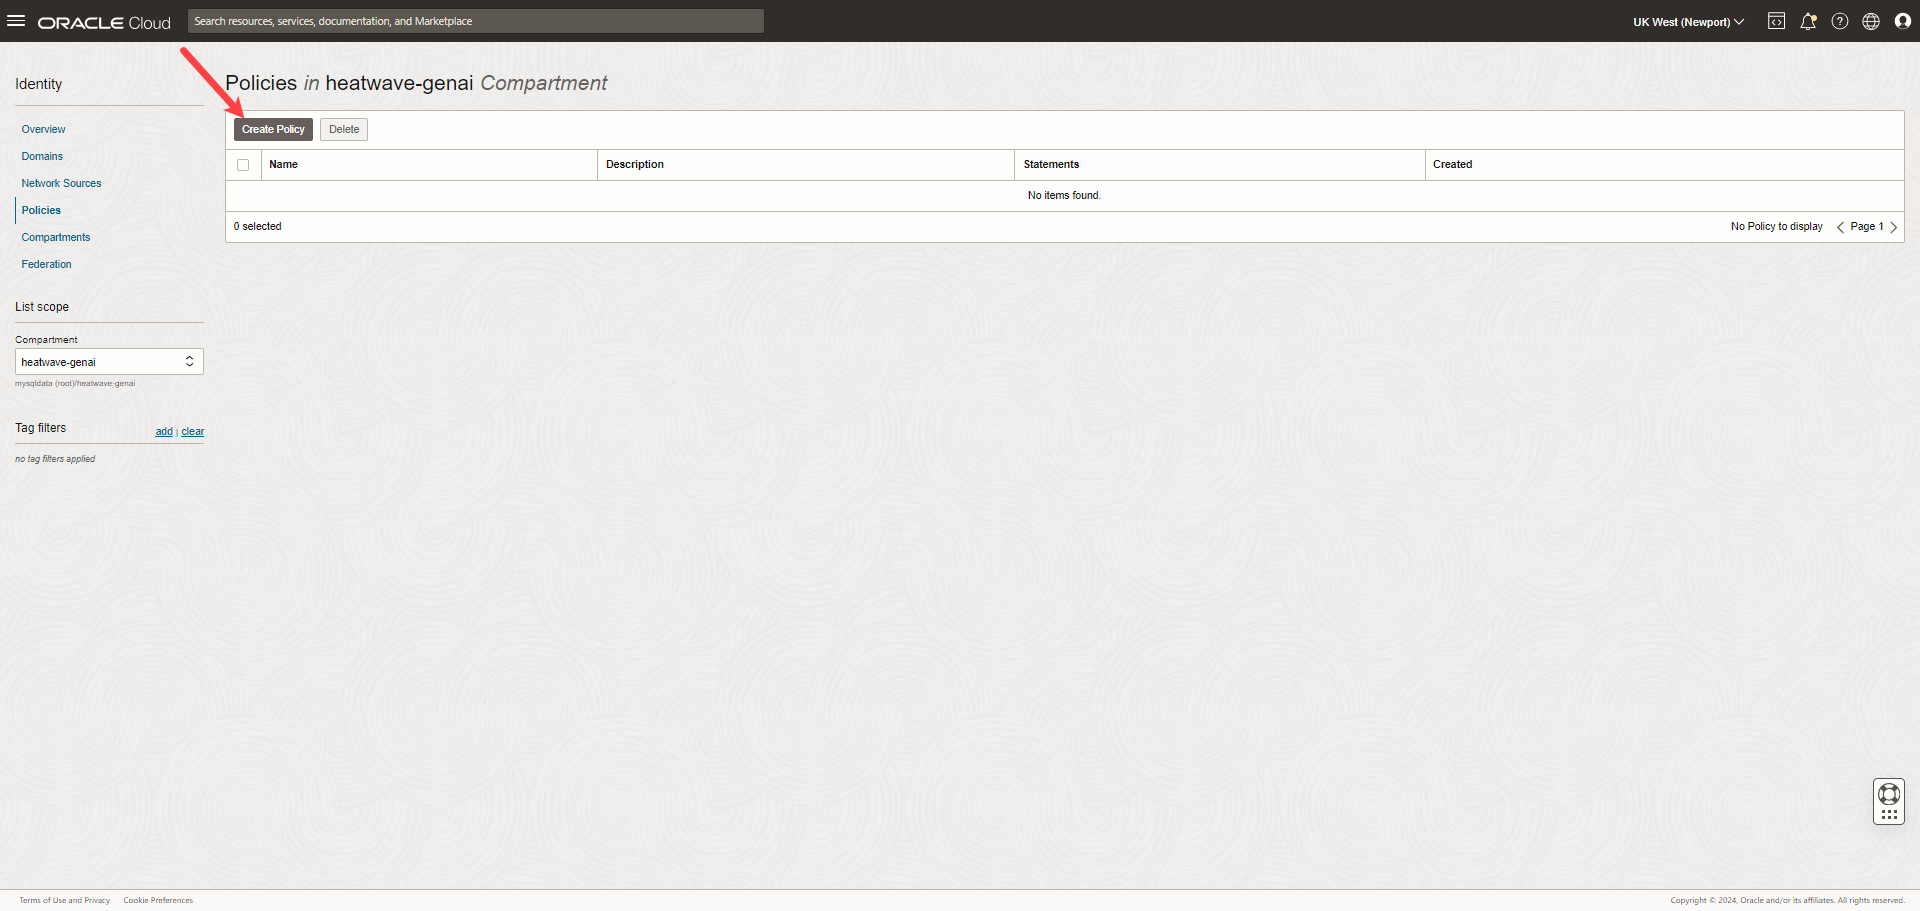 ORACLE Cloud
Search resources, services, documentation, and Marketplace
UK West (Newport)
Identity
Overview
Domains
Network Sources
Policies
Compartments
Federation
List scope
Compartment
heatwave-genai
mysqldata (root)/heatwave-genai
Tag filters
add | clear
no tag filters applied
Policies in heatwave-genai Compartment
Create Policy Delete
Name Description Statements Created
No items found.
0 selected No Policy to display Page 1
Terms of Use and Privacy Cookie Preferences
Copyright © 2024, Oracle and/or its affiliates. All rights reserved.